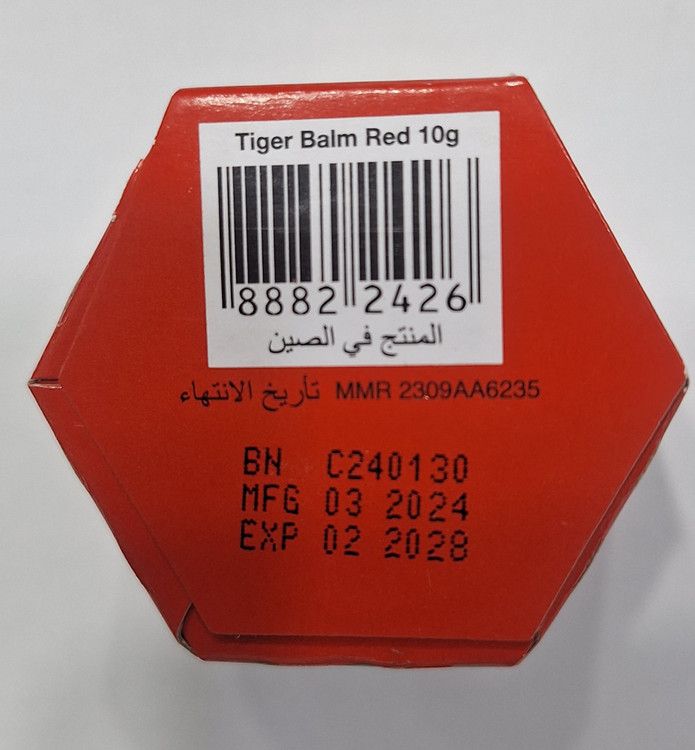 Tiger Balm Red 10g
8882 2426
المنتج في الصين
تأريخ الانتهاء MMR 2309AA6235
BN C240130
MFG 03 2024
EXP 02 2028